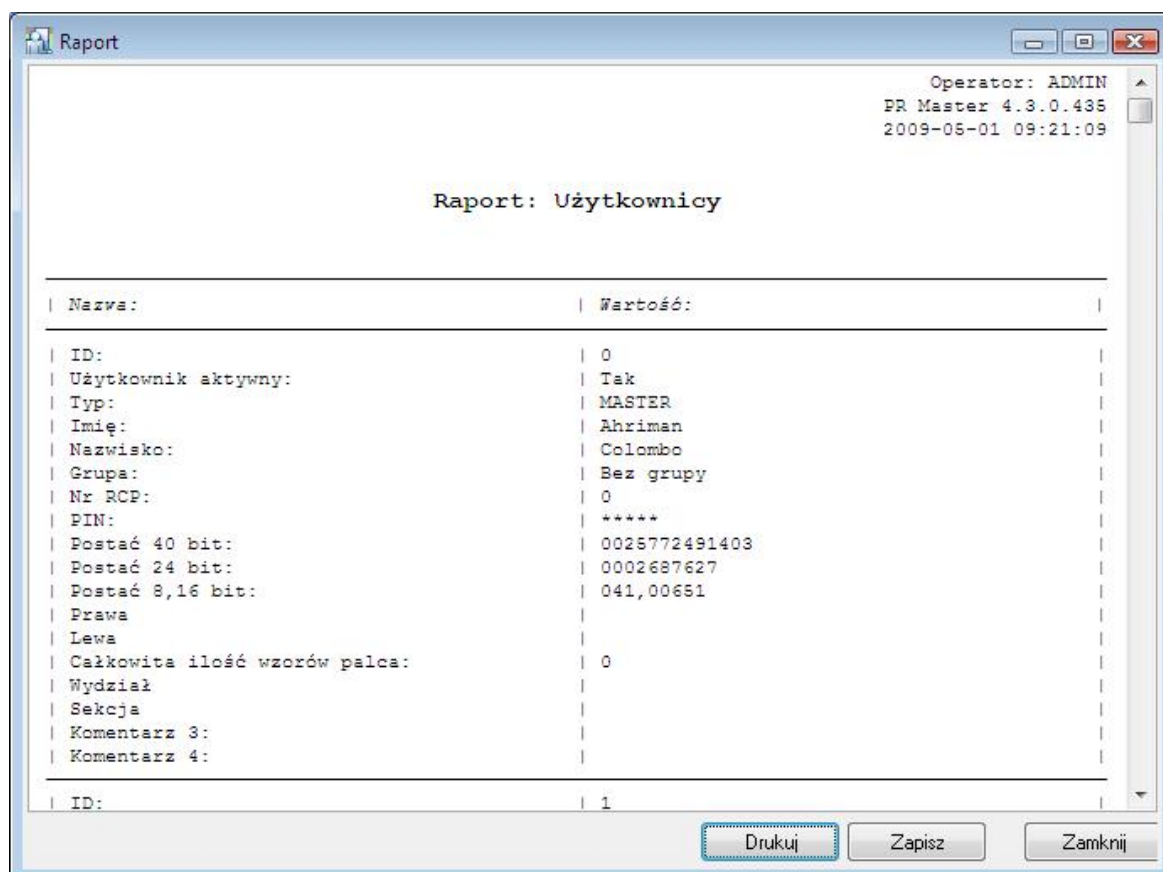 Raport
Operator: ADMIN
PR Master 4.3.0.435
2009-05-01 09:21:09
Raport: Użytkownicy
| Nazwa: | Wartość: |
| ID: | 0 |
| Użytkownik aktywny: | Tak |
| Typ: | MASTER |
| Imię: | Ahriman |
| Nazwisko: | Colombo |
| Grupa: | Bez grupy |
| Nr RCP: | 0 |
| PIN: | ***** |
| Postać 40 bit: | 0025772491403 |
| Postać 24 bit: | 0002687627 |
| Postać 8,16 bit: | 041,00651 |
| Prawa | |
| Lewa | |
| Całkowita ilość wzorów palca: | 0 |
| Wydział | |
| Sekcja | |
| Komentarz 3: | |
| Komentarz 4: | |
| ID: | 1 |
Drukuj Zapisz Zamknij